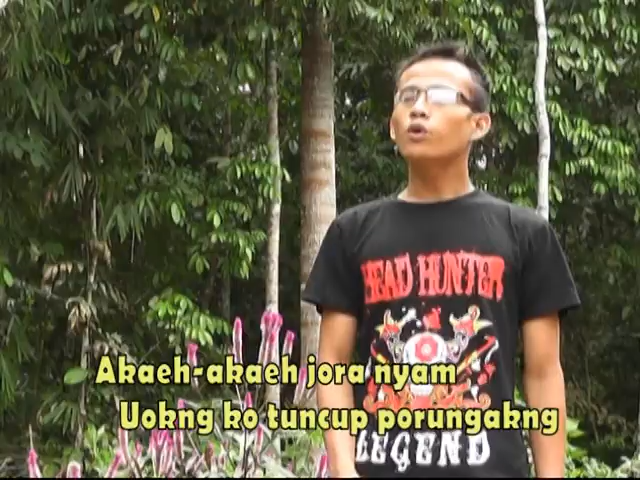 HEAD HUNTER
LEGEND
Akaeh-akaeh jora nyam
Uokng ko tuncup porungakng